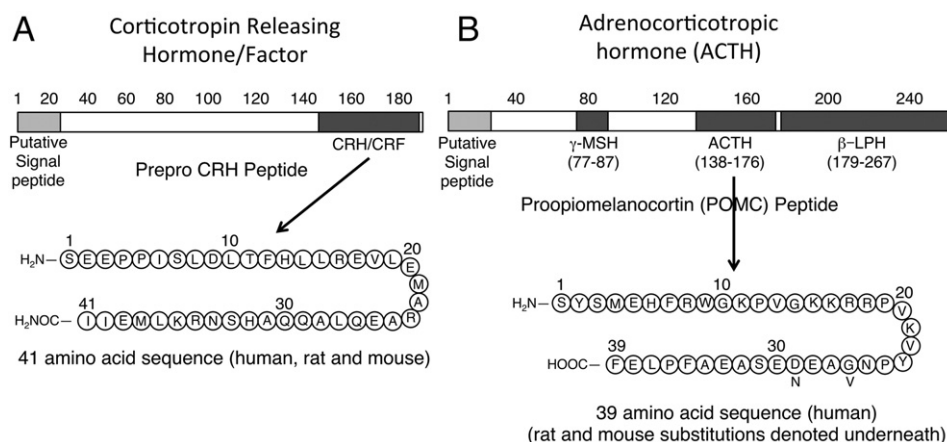 A
Corticotropin Releasing
Hormone/Factor
1 20 40 60 80 100 120 140 160 180
Putative
Signal
peptide
CRH/CRF
Prepro CRH Peptide
1 10 20
H₂N– SEEPPISLDLTFHLLREVL
E
M
A
R
41 30
H₂NOC– IIEMLKRNSHAQQALQEA
41 amino acid sequence (human, rat and mouse)
B
Adrenocorticotropic
hormone (ACTH)
1 40 80 120 160 200 240
Putative
Signal
peptide
γ-MSH
(77-87)
ACTH
(138-176)
β-LPH
(179-267)
Proopiomelanocortin (POMC) Peptide
1 10 20
H₂N– SYSMEHFRWGKPVGKKRRP
V
K
V
Y
39 30
HOOC– FELPFAEASEDEAGNP
N V
39 amino acid sequence (human)
(rat and mouse substitutions denoted underneath)